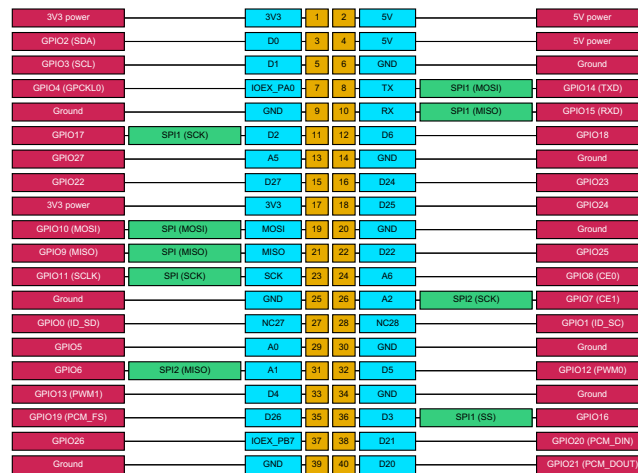 3V3 power 3V3 1 2 5V 5V power
GPIO2 (SDA) D0 3 4 5V 5V power
GPIO3 (SCL) D1 5 6 GND Ground
GPIO4 (GPCKL0) IOEX_PA0 7 8 TX SPI1 (MOSI) GPIO14 (TXD)
Ground GND 9 10 RX SPI1 (MISO) GPIO15 (RXD)
GPIO17 SPI1 (SCK) D2 11 12 D6 GPIO18
GPIO27 A5 13 14 GND Ground
GPIO22 D27 15 16 D24 GPIO23
3V3 power 3V3 17 18 D25 GPIO24
GPIO10 (MOSI) SPI (MOSI) MOSI 19 20 GND Ground
GPIO9 (MISO) SPI (MISO) MISO 21 22 D22 GPIO25
GPIO11 (SCLK) SPI (SCK) SCK 23 24 A6 GPIO8 (CE0)
Ground GND 25 26 A2 SPI2 (SCK) GPIO7 (CE1)
GPIO0 (ID_SD) NC27 27 28 NC28 GPIO1 (ID_SC)
GPIO5 A0 29 30 GND Ground
GPIO6 SPI2 (MISO) A1 31 32 D5 GPIO12 (PWM0)
GPIO13 (PWM1) D4 33 34 GND Ground
GPIO19 (PCM_FS) D26 35 36 D3 SPI1 (SS) GPIO16
GPIO26 IOEX_PB7 37 38 D21 GPIO20 (PCM_DIN)
Ground GND 39 40 D20 GPIO21 (PCM_DOUT)